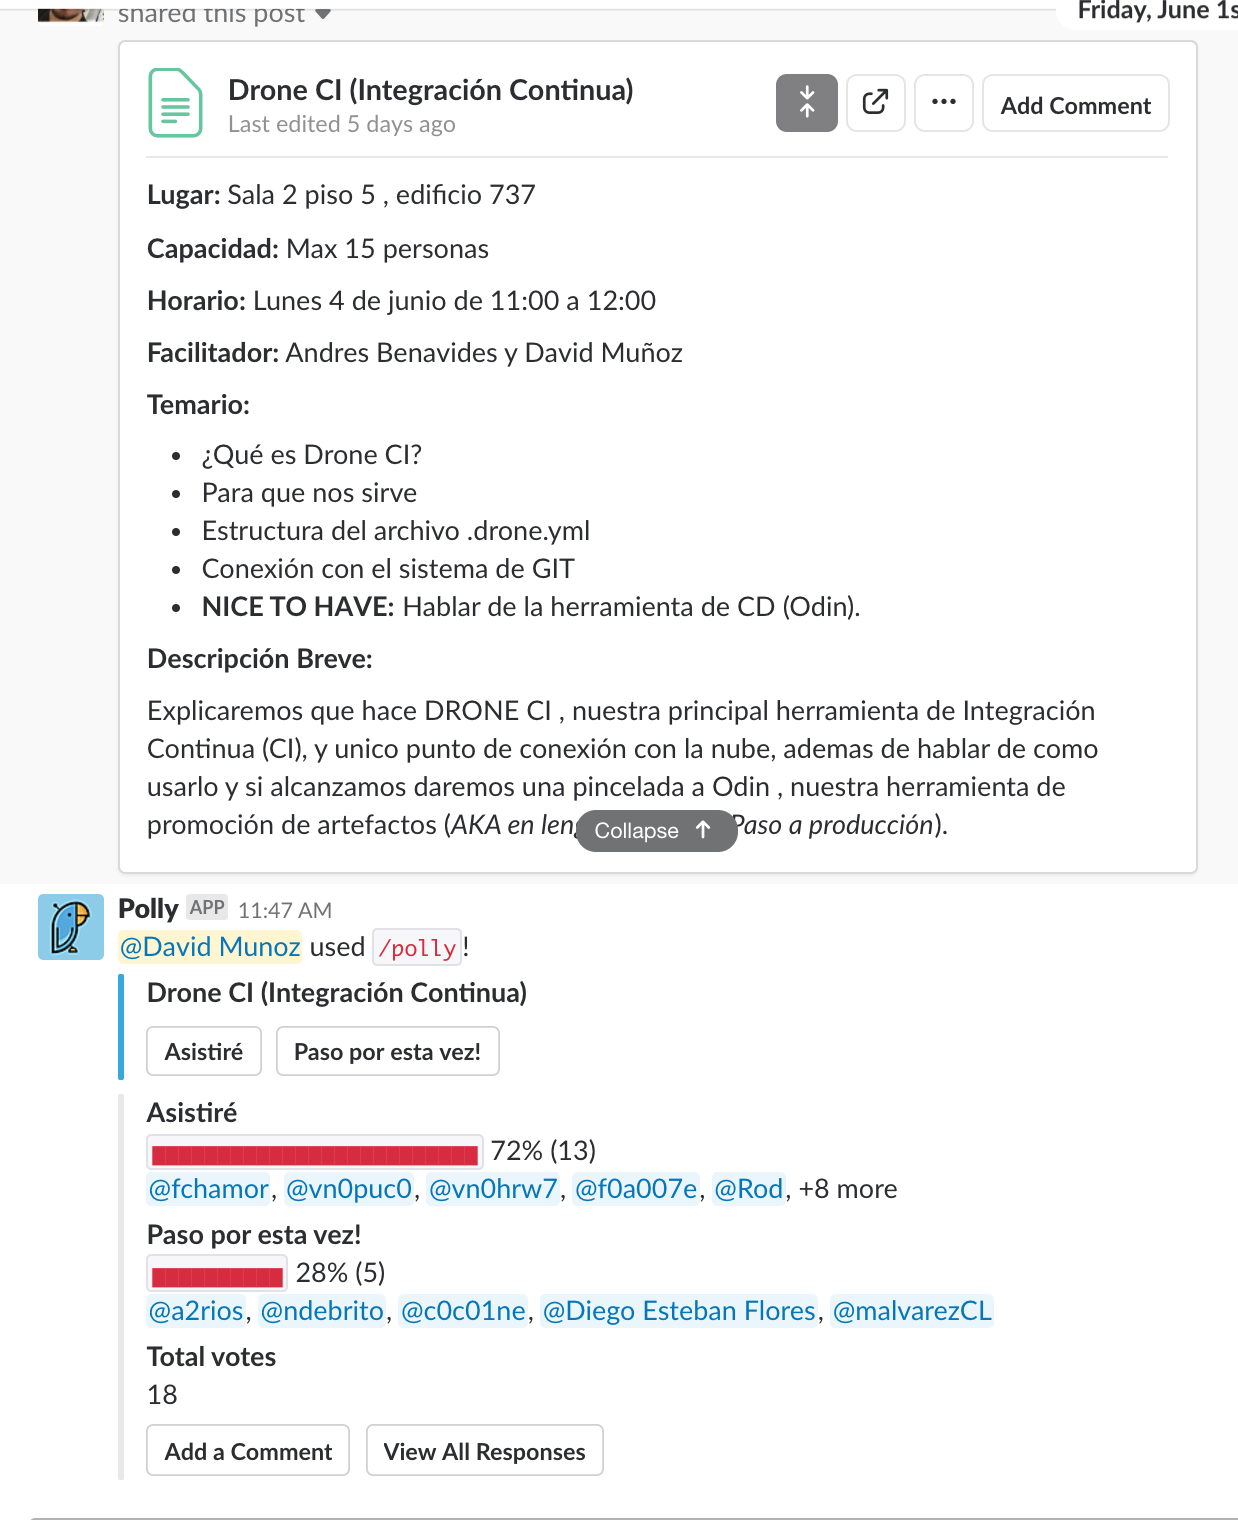 shared this post
Friday, June 1s
Drone CI (Integración Continua)
Last edited 5 days ago
Add Comment
Lugar: Sala 2 piso 5 , edificio 737
Capacidad: Max 15 personas
Horario: Lunes 4 de junio de 11:00 a 12:00
Facilitador: Andres Benavides y David Muñoz
Temario:
• ¿Qué es Drone CI?
• Para que nos sirve
• Estructura del archivo .drone.yml
• Conexión con el sistema de GIT
• NICE TO HAVE: Hablar de la herramienta de CD (Odin).
Descripción Breve:
Explicaremos que hace DRONE CI , nuestra principal herramienta de Integración
Continua (CI), y unico punto de conexión con la nube, ademas de hablar de como
usarlo y si alcanzamos daremos una pincelada a Odin , nuestra herramienta de
promoción de artefactos (AKA en leng Paso a producción).
Collapse ↑
Polly APP 11:47 AM
@David Munoz used /polly!
Drone CI (Integración Continua)
Asistiré Paso por esta vez!
Asistiré
72% (13)
@fchamor, @vn0puc0, @vn0hrw7, @f0a007e, @Rod, +8 more
Paso por esta vez!
28% (5)
@a2rios, @ndebrito, @c0c01ne, @Diego Esteban Flores, @malvarezCL
Total votes
18
Add a Comment View All Responses